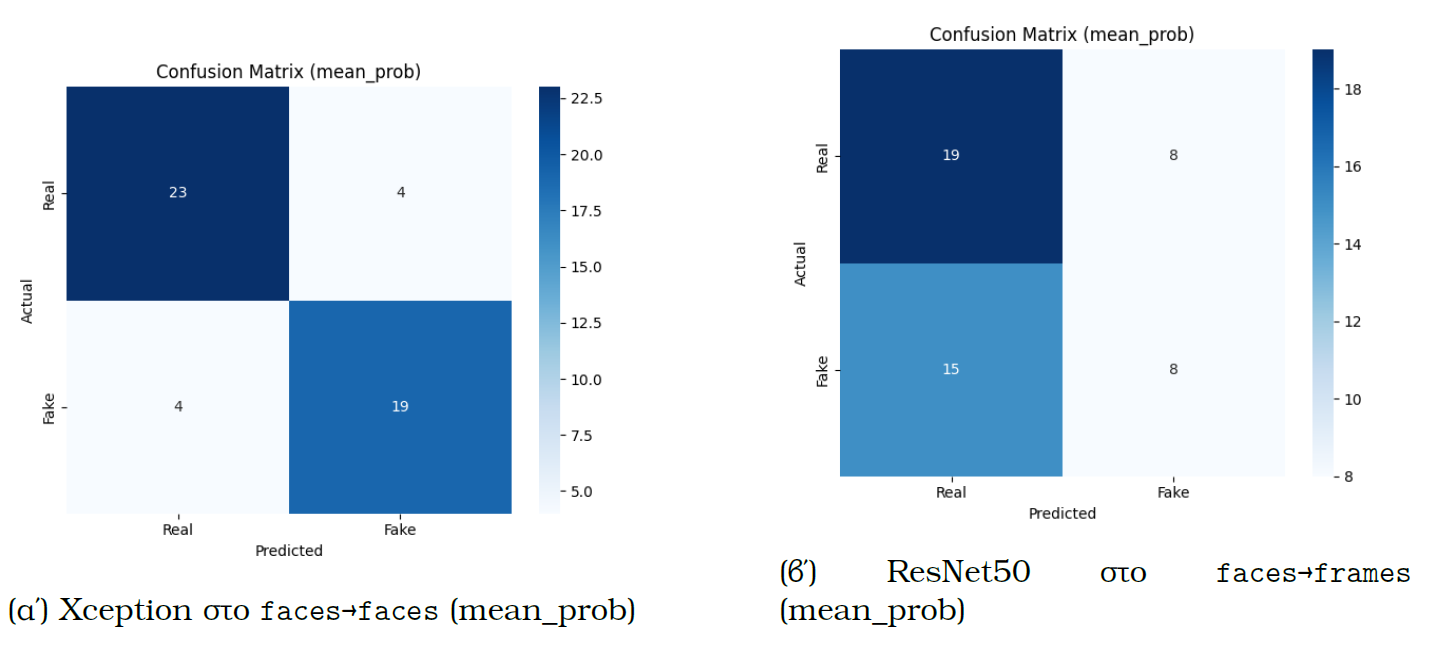 Confusion Matrix (mean_prob)
Real
Fake
Actual
23
4
4
19
Real
Fake
Predicted
22.5
20.0
17.5
15.0
12.5
10.0
7.5
5.0
(αʹ) Xception στο faces→faces (mean_prob)
Confusion Matrix (mean_prob)
Real
Fake
Actual
19
8
15
8
Real
Fake
Predicted
18
16
14
12
10
8
(βʹ) ResNet50 στο faces→frames
(mean_prob)